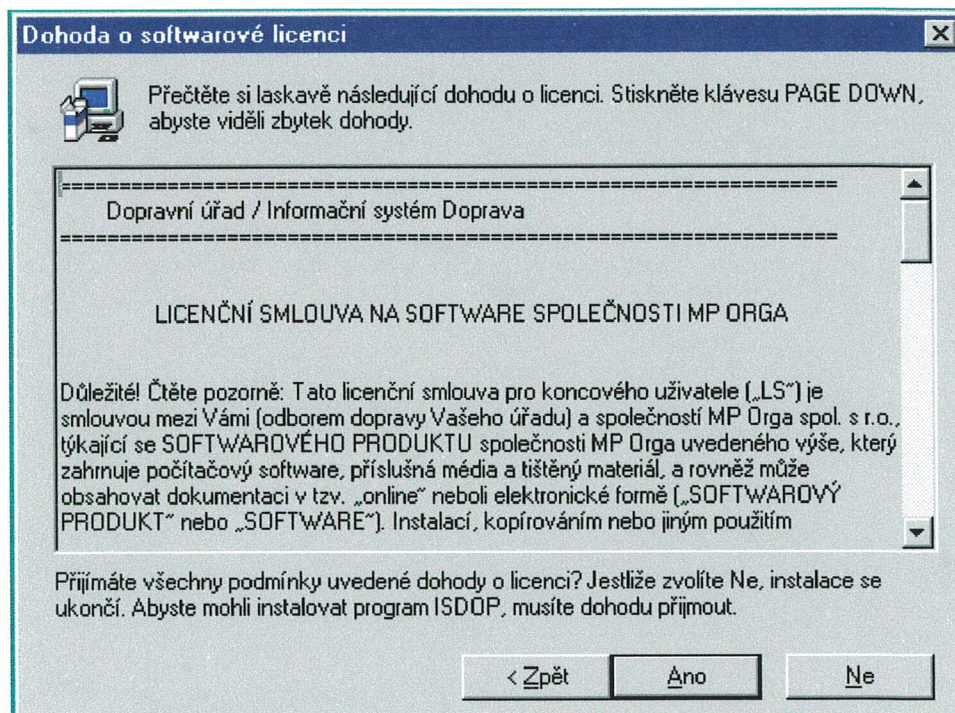 Dohoda o softwarové licenci
Přečtěte si laskavě následující dohodu o licenci. Stiskněte klávesu PAGE DOWN,
abyste viděli zbytek dohody.
=====================================================================
Dopravní úřad / Informační systém Doprava
=====================================================================
LICENČNÍ SMLOUVA NA SOFTWARE SPOLEČNOSTI MP ORGA
Důležité! Čtěte pozorně: Tato licenční smlouva pro koncového uživatele („LS“) je
smlouvou mezi Vámi (odborem dopravy Vašeho úřadu) a společností MP Orga spol. s r.o.,
týkající se SOFTWAROVÉHO PRODUKTU společnosti MP Orga uvedeného výše, který
zahrnuje počítačový software, příslušná média a tištěný materiál, a rovněž může
obsahovat dokumentaci v tzv. „online“ neboli elektronické formě („SOFTWAROVÝ
PRODUKT“ nebo „SOFTWARE“). Instalací, kopírováním nebo jiným použitím
Přijímáte všechny podmínky uvedené dohody o licenci? Jestliže zvolíte Ne, instalace se
ukončí. Abyste mohli instalovat program ISDOP, musíte dohodu přijmout.
< Zpět
Ano
Ne